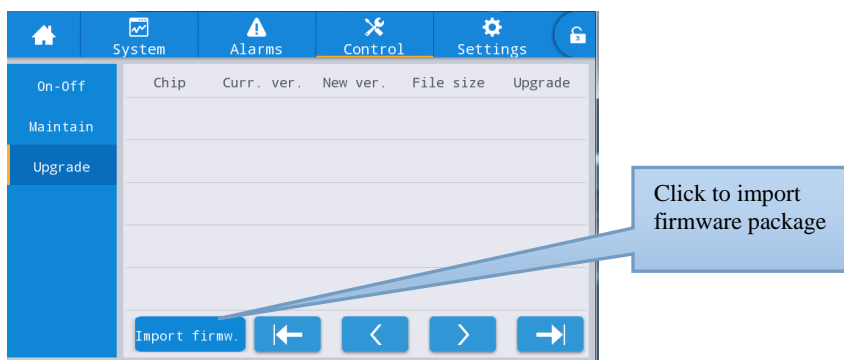 System Alarms Control Settings 3
On-Off
Maintain
Upgrade
Chip Curr. ver. New ver. File size Upgrade
Click to import
firmware package
Import firmw.